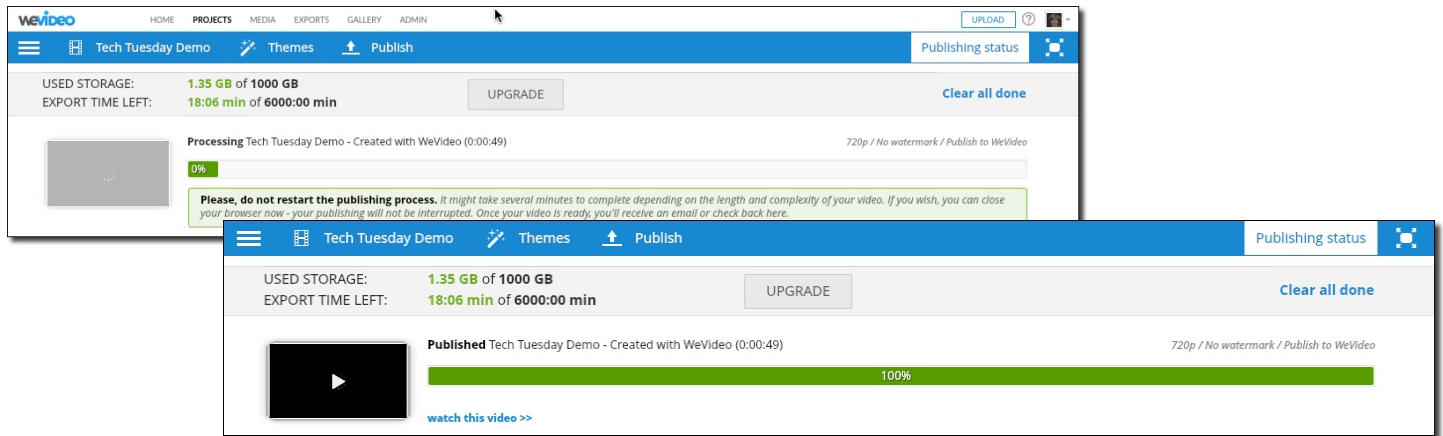 WEVIDEO HOME PROJECTS MEDIA EXPORTS GALLERY ADMIN UPLOAD ?
Tech Tuesday Demo Themes Publish Publishing status
USED STORAGE: 1.35 GB of 1000 GB
EXPORT TIME LEFT: 18:06 min of 6000:00 min
UPGRADE
Clear all done
Processing Tech Tuesday Demo - Created with WeVideo (0:00:49) 720p / No watermark / Publish to WeVideo
0%
Please, do not restart the publishing process. It might take several minutes to complete depending on the length and complexity of your video. If you wish, you can close
your browser now - your publishing will not be interrupted. Once your video is ready, you'll receive an email or check back here.
Tech Tuesday Demo Themes Publish Publishing status
USED STORAGE: 1.35 GB of 1000 GB
EXPORT TIME LEFT: 18:06 min of 6000:00 min
UPGRADE
Clear all done
Published Tech Tuesday Demo - Created with WeVideo (0:00:49) 720p / No watermark / Publish to WeVideo
100%
watch this video >>